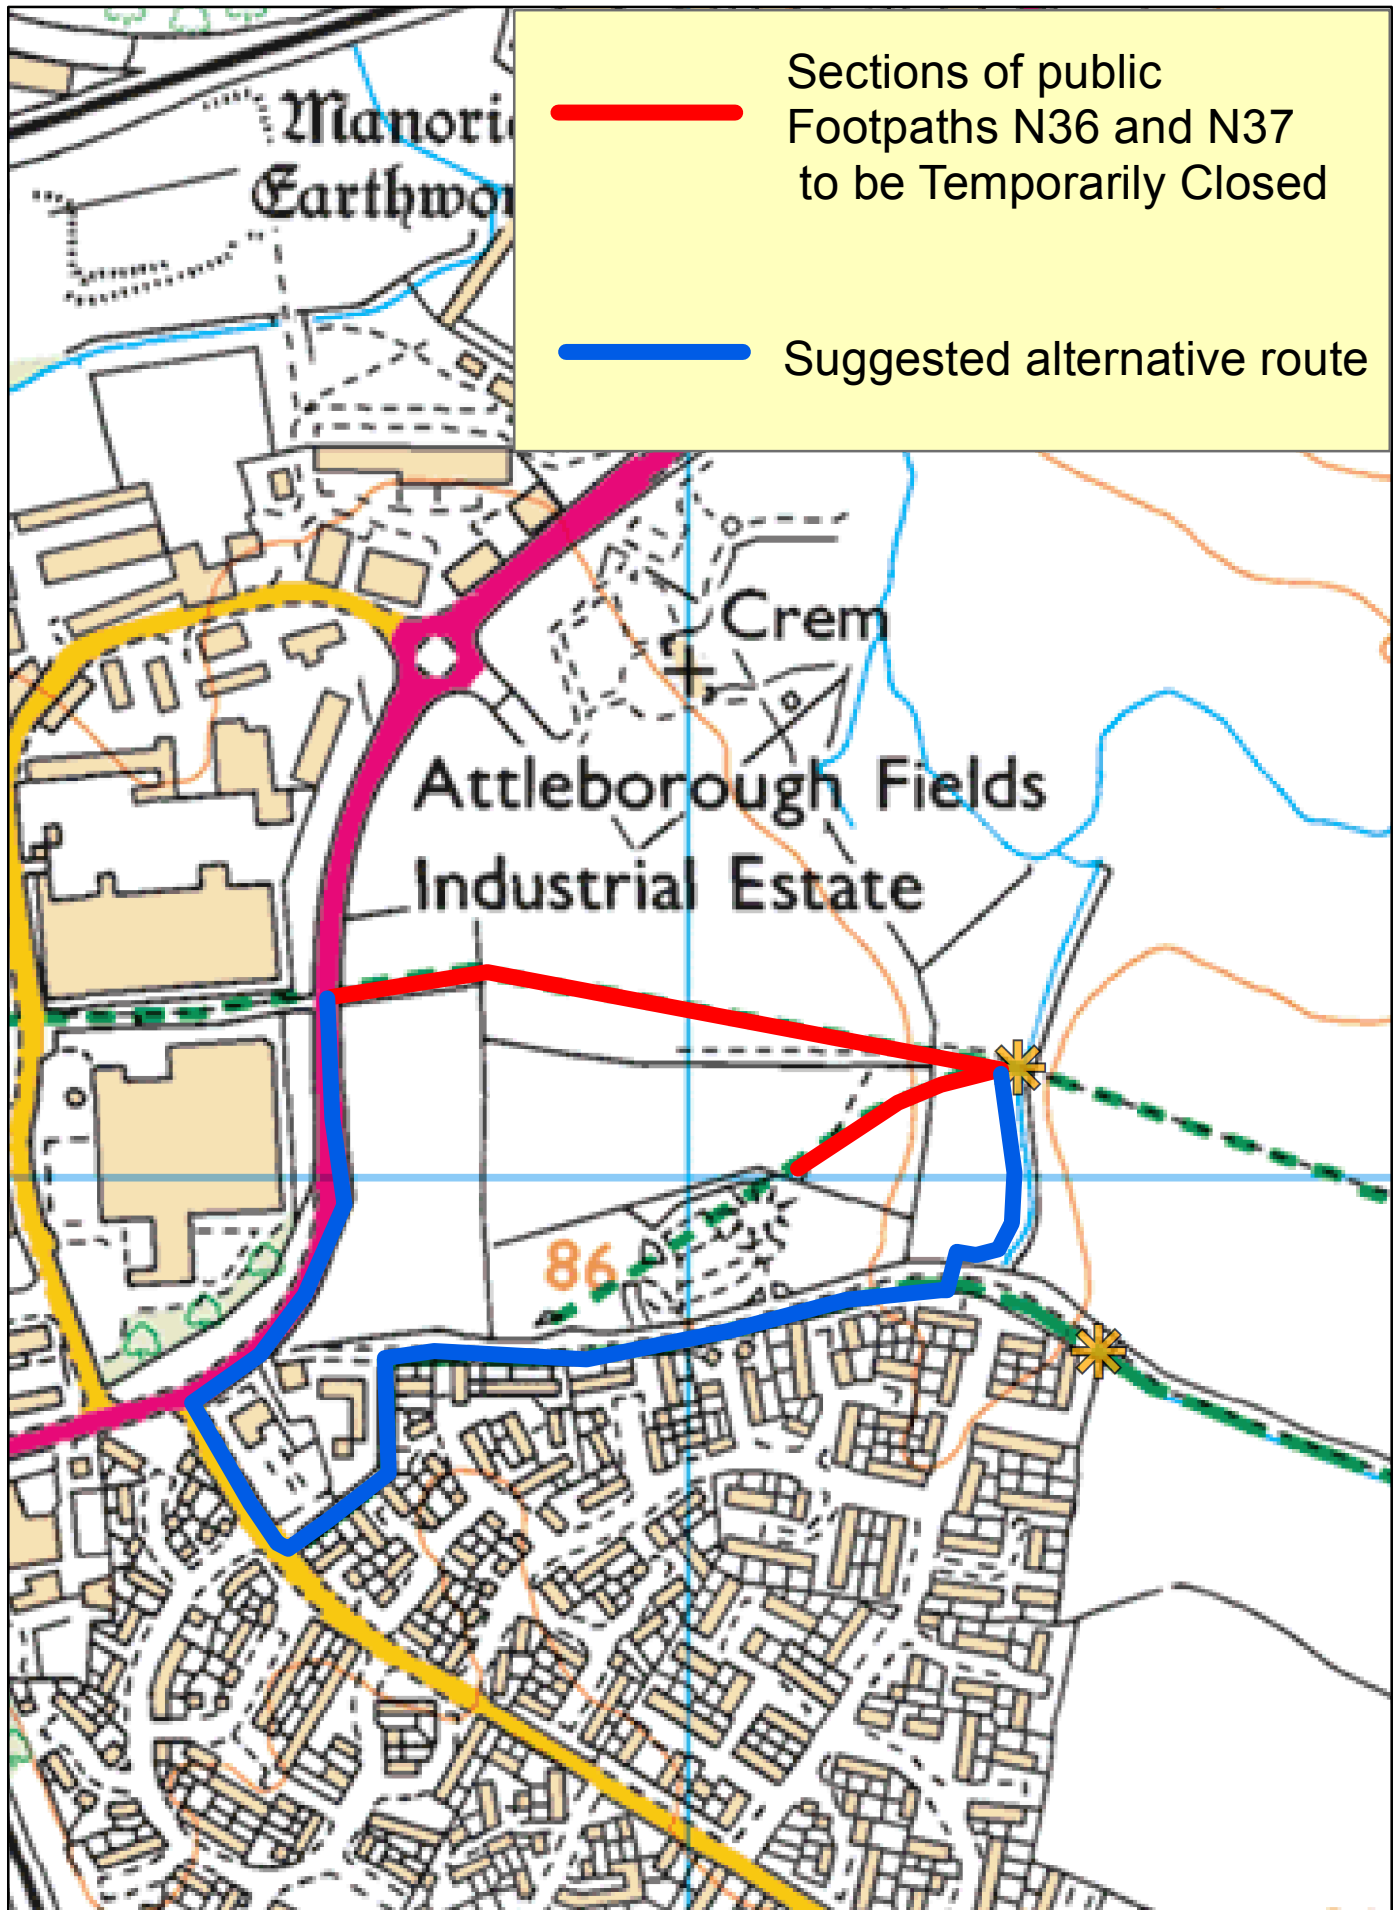 Sections of public
Footpaths N36 and N37
to be Temporarily Closed
Suggested alternative route
Crem
Attleborough Fields
Industrial Estate
86